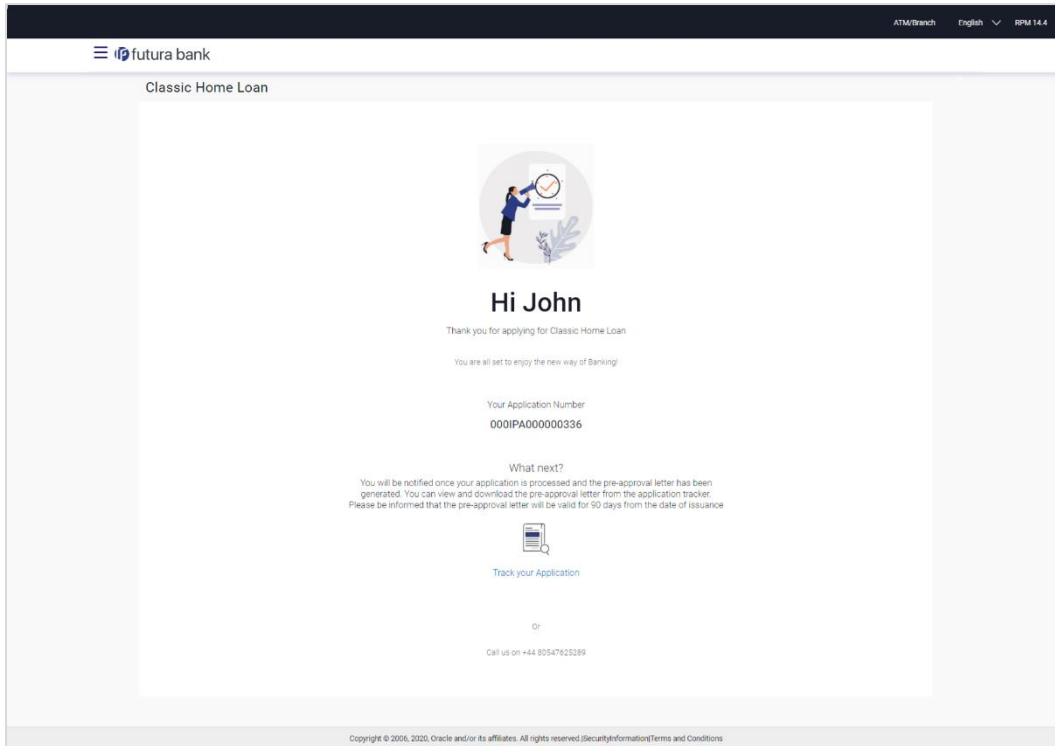 ATM/Branch English RPM 14.4
futura bank
Classic Home Loan
Hi John
Thank you for applying for Classic Home Loan
You are all set to enjoy the new way of Banking!
Your Application Number
000IPA000000336
What next?
You will be notified once your application is processed and the pre-approval letter has been
generated. You can view and download the pre-approval letter from the application tracker.
Please be informed that the pre-approval letter will be valid for 90 days from the date of issuance
Track your Application
Or
Call us on +44 80547625289
Copyright © 2006, 2020, Oracle and/or its affiliates. All rights reserved.|SecurityInformation|Terms and Conditions